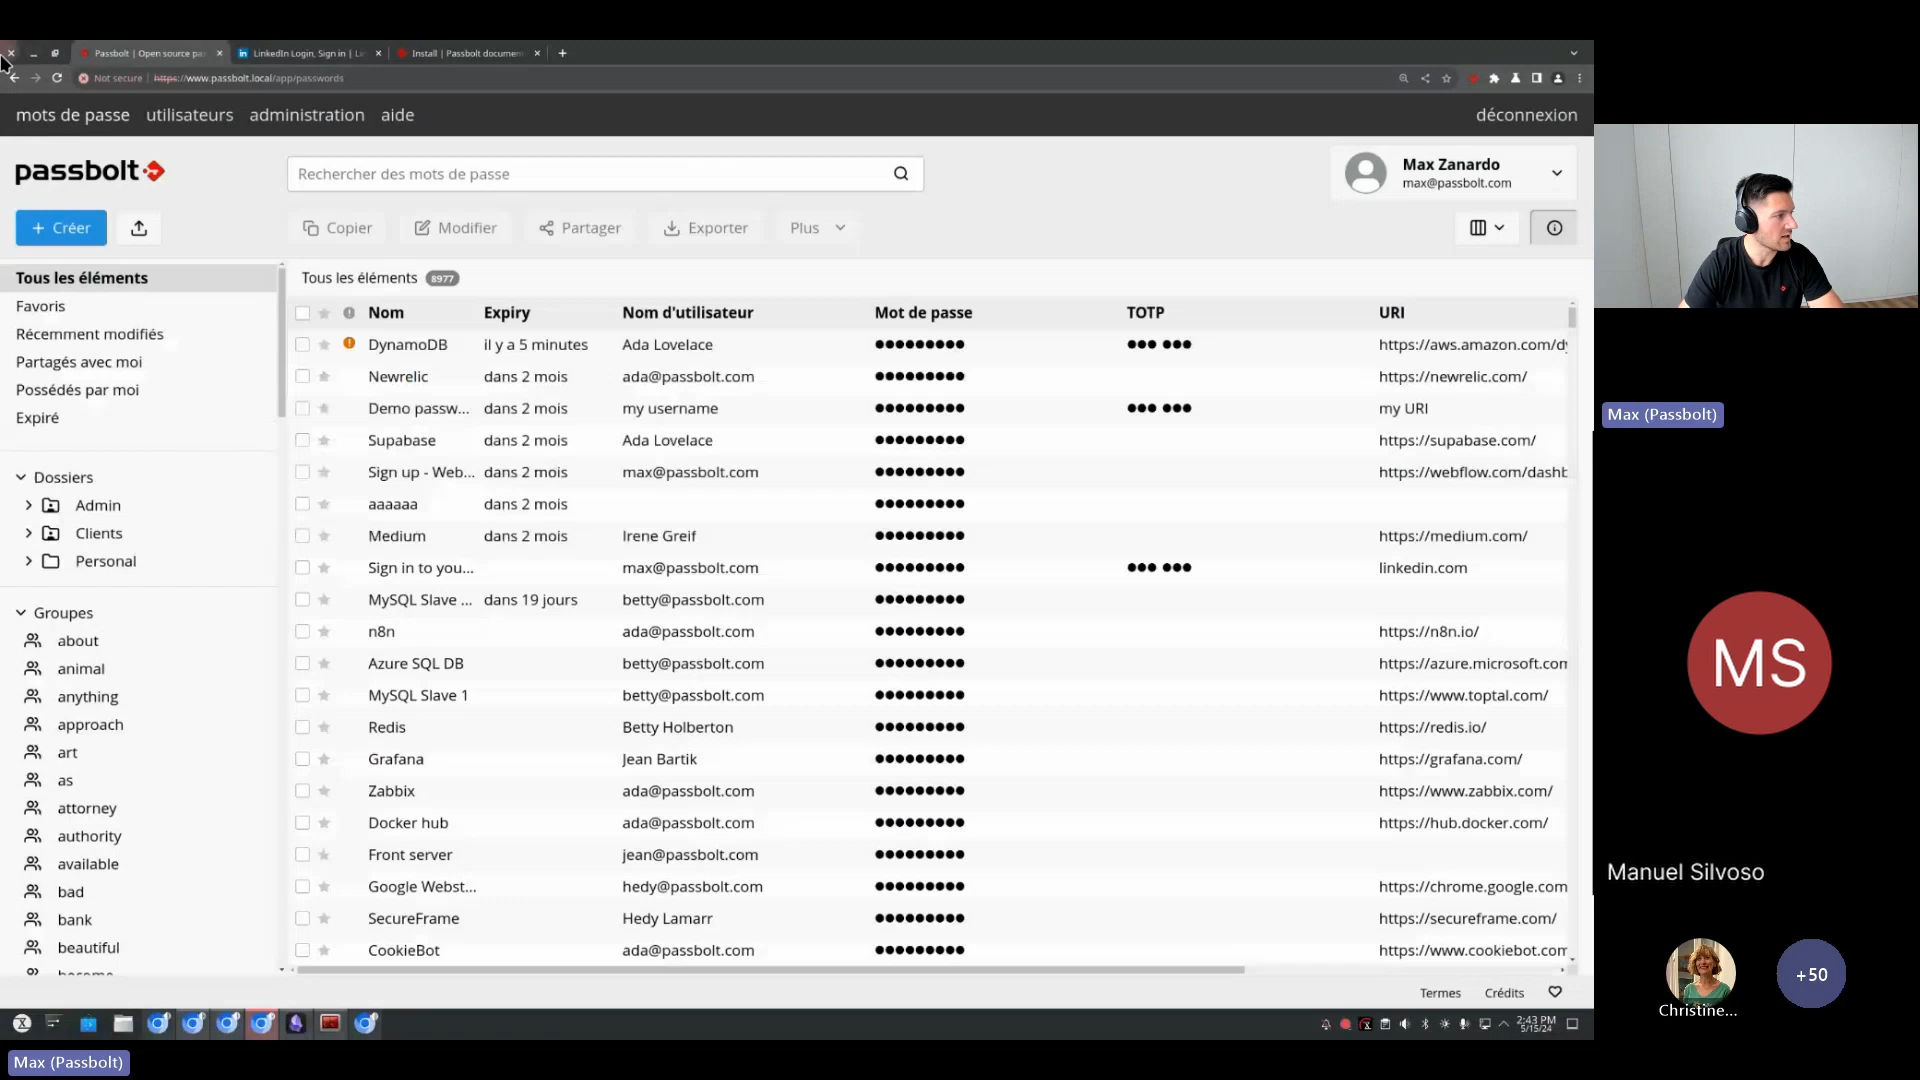 Passbolt | Open source pa
LinkedIn Login, Sign in | Li
Install | Passbolt documen
Not secure | https://www.passbolt.local/app/passwords
mots de passe utilisateurs administration aide déconnexion
passbolt
Rechercher des mots de passe
Max Zanardo
max@passbolt.com
Créer
Copier Modifier Partager Exporter Plus
Tous les éléments
Favoris
Récemment modifiés
Partagés avec moi
Possédés par moi
Expiré
Dossiers
Admin
Clients
Personal
Groupes
about
animal
anything
approach
art
as
attorney
authority
available
bad
bank
beautiful
become
Tous les éléments 8977
Nom Expiry Nom d'utilisateur Mot de passe TOTP URI
DynamoDB il y a 5 minutes Ada Lovelace ●●●●●●●●● ●●● ●●● https://aws.amazon.com/dy
Newrelic dans 2 mois ada@passbolt.com ●●●●●●●●● https://newrelic.com/
Demo passw... dans 2 mois my username ●●●●●●●●● ●●● ●●● my URI
Supabase dans 2 mois Ada Lovelace ●●●●●●●●● https://supabase.com/
Sign up - Web... dans 2 mois max@passbolt.com ●●●●●●●●● https://webflow.com/dashb
aaaaaa dans 2 mois ●●●●●●●●●
Medium dans 2 mois Irene Greif ●●●●●●●●● https://medium.com/
Sign in to you... max@passbolt.com ●●●●●●●●● ●●● ●●● linkedin.com
MySQL Slave ... dans 19 jours betty@passbolt.com ●●●●●●●●●
n8n ada@passbolt.com ●●●●●●●●● https://n8n.io/
Azure SQL DB betty@passbolt.com ●●●●●●●●● https://azure.microsoft.com
MySQL Slave 1 betty@passbolt.com ●●●●●●●●● https://www.toptal.com/
Redis Betty Holberton ●●●●●●●●● https://redis.io/
Grafana Jean Bartik ●●●●●●●●● https://grafana.com/
Zabbix ada@passbolt.com ●●●●●●●●● https://www.zabbix.com/
Docker hub ada@passbolt.com ●●●●●●●●● https://hub.docker.com/
Front server jean@passbolt.com ●●●●●●●●●
Google Webst... hedy@passbolt.com ●●●●●●●●● https://chrome.google.com
SecureFrame Hedy Lamarr ●●●●●●●●● https://secureframe.com/
CookieBot ada@passbolt.com ●●●●●●●●● https://www.cookiebot.com
Termes Crédits
2:43 PM
5/15/24
Max (Passbolt)
Max (Passbolt)
MS
Manuel Silvoso
Christine...
+50